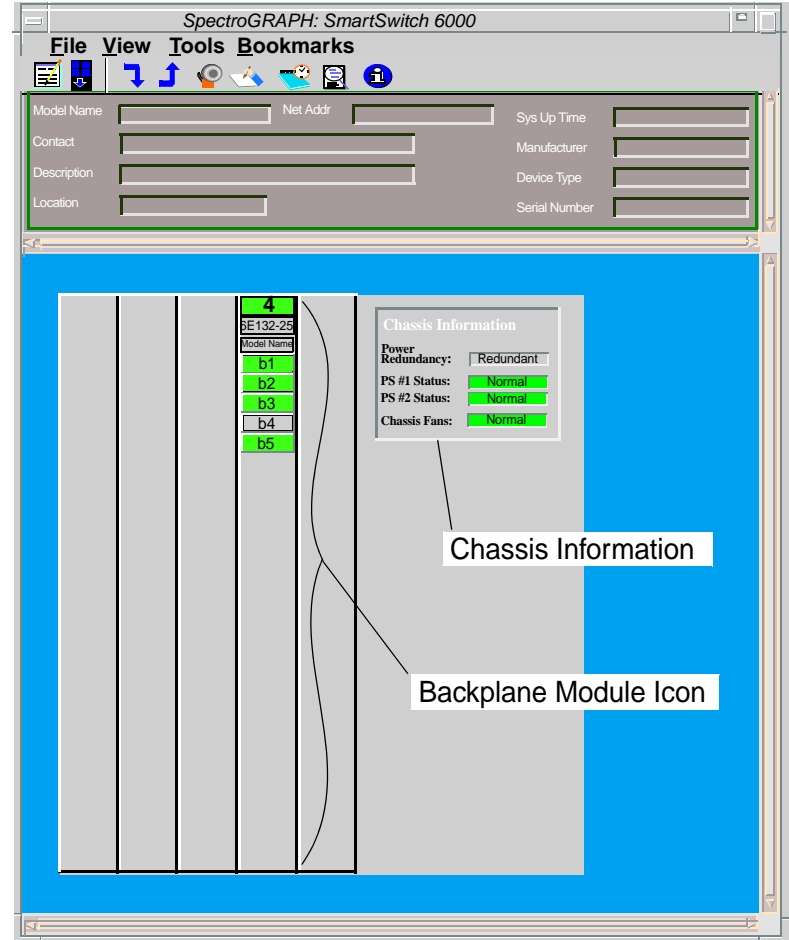 SpectroGRAPH: SmartSwitch 6000
File View Tools Bookmarks
Model Name
Net Addr
Sys Up Time
Contact
Manufacturer
Description
Device Type
Location
Serial Number
4
6E132-25
Model Name
b1
b2
b3
b4
b5
Chassis Information
Power
Redundancy: Redundant
PS #1 Status: Normal
PS #2 Status: Normal
Chassis Fans: Normal
Chassis Information
Backplane Module Icon